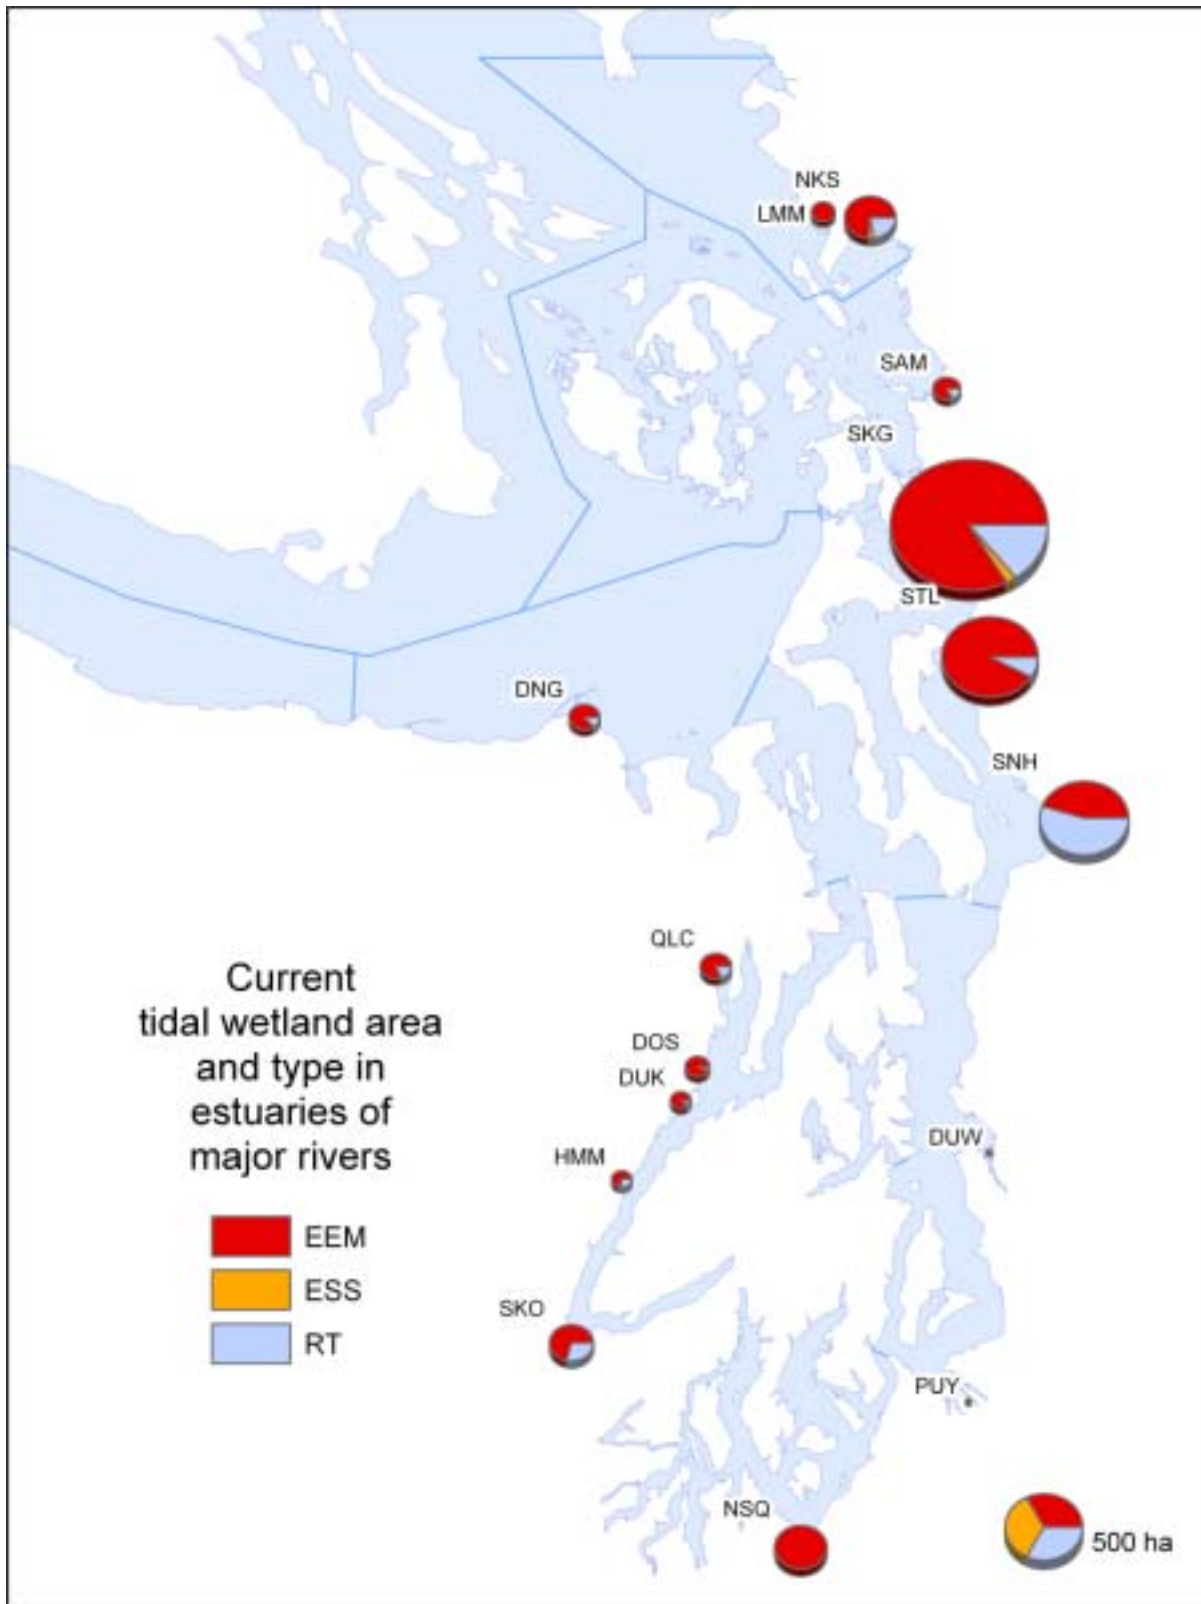 NKS
LMM
SAM
SKG
STL
DNG
SNH
QLC
DOS
DUK
HMM
DUW
SKO
PUY
NSQ
Current
tidal wetland area
and type in
estuaries of
major rivers
EEM
ESS
RT
500 ha